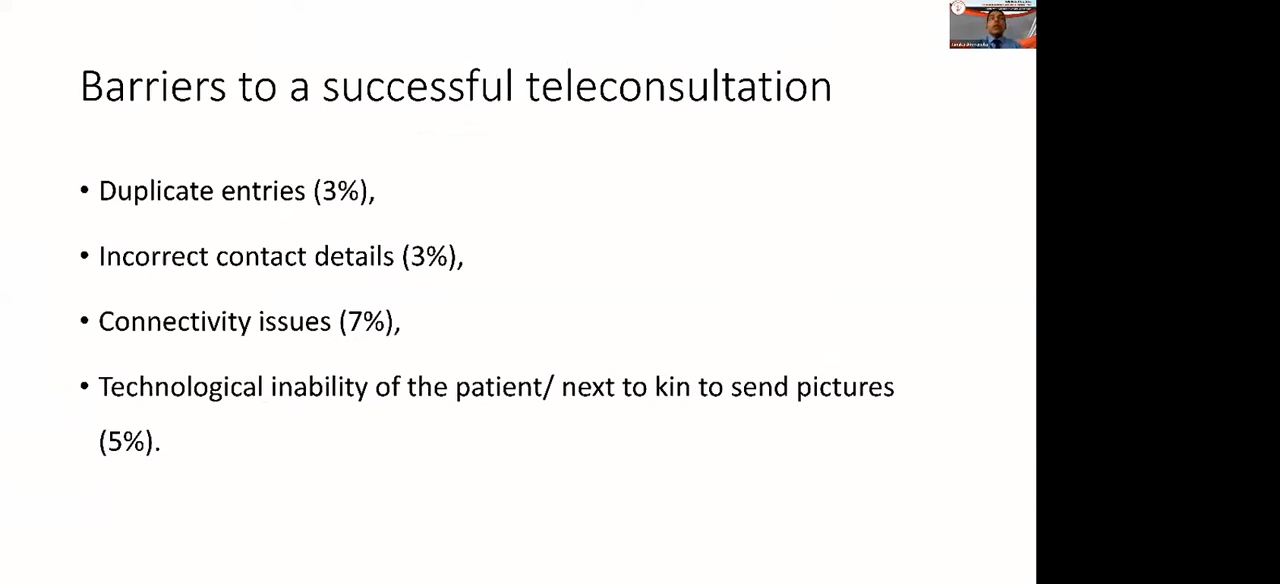 Barriers to a successful teleconsultation
• Duplicate entries (3%),
• Incorrect contact details (3%),
• Connectivity issues (7%),
• Technological inability of the patient/ next to kin to send pictures
(5%).